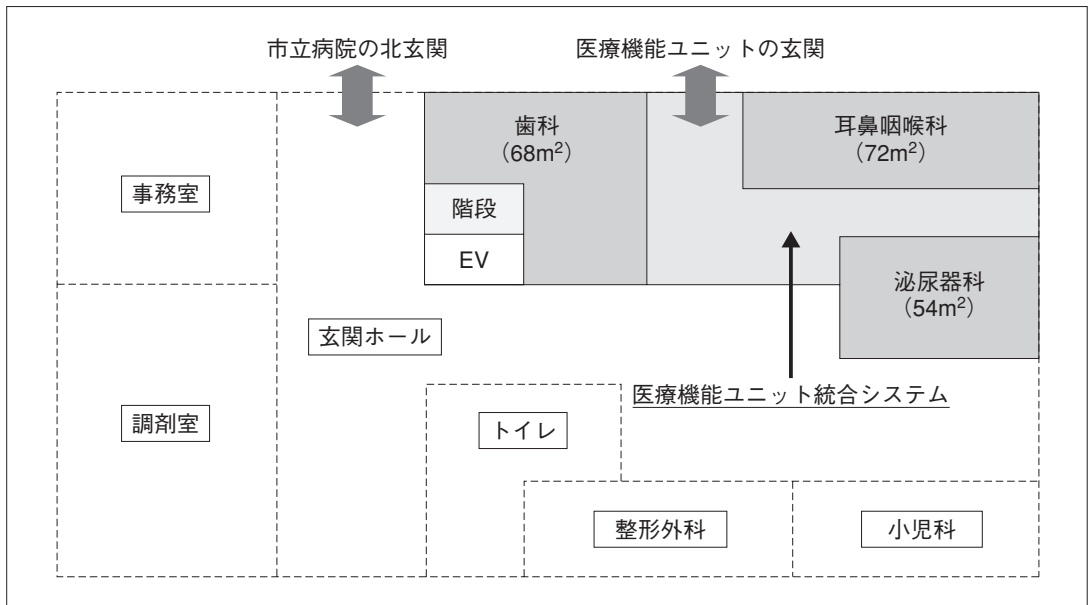 市立病院の北玄関
医療機能ユニットの玄関
歯科
（68m²）
耳鼻咽喉科
（72m²）
事務室
階段
EV
泌尿器科
（54m²）
玄関ホール
医療機能ユニット統合システム
調剤室
トイレ
整形外科
小児科